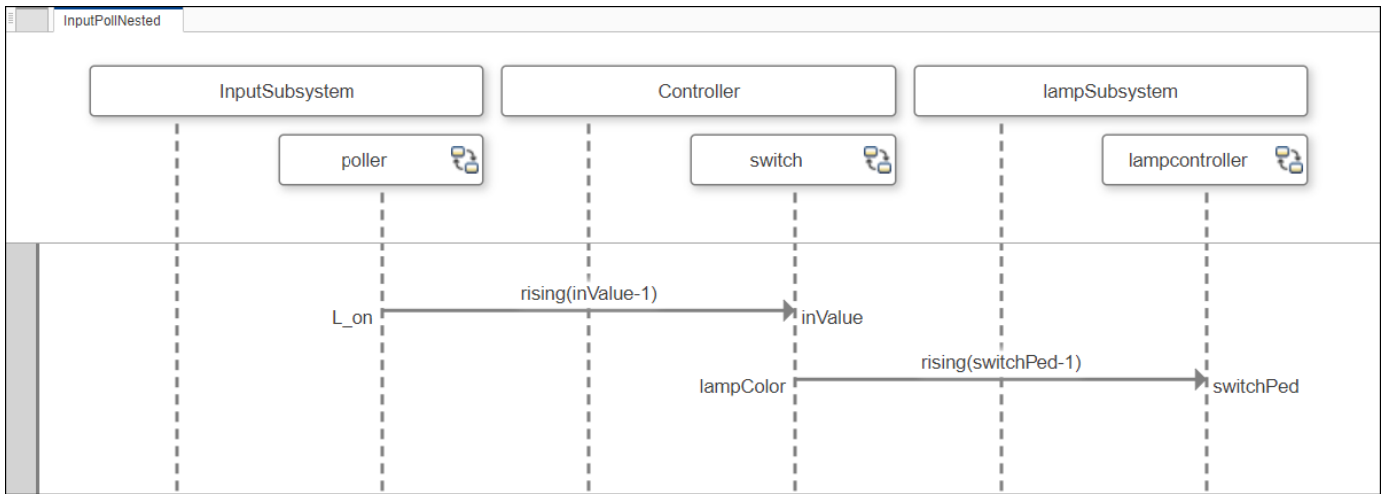 InputPollNested
InputSubsystem
Controller
lampSubsystem
poller
switch
lampcontroller
rising(inValue-1)
L_on
inValue
rising(switchPed-1)
lampColor
switchPed